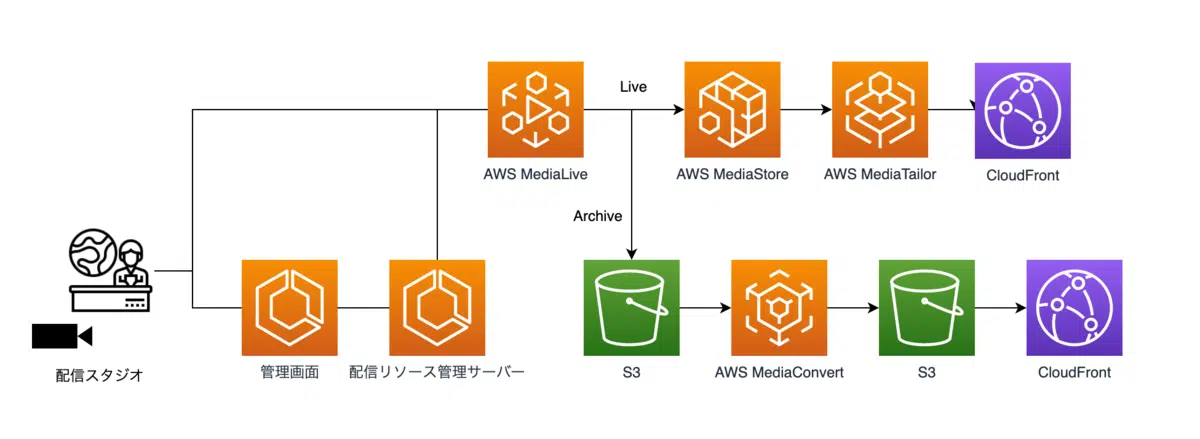 Live
AWS MediaLive
AWS MediaStore
AWS MediaTailor
CloudFront
Archive
配信スタジオ
管理画面
配信リソース管理サーバー
S3
AWS MediaConvert
S3
CloudFront